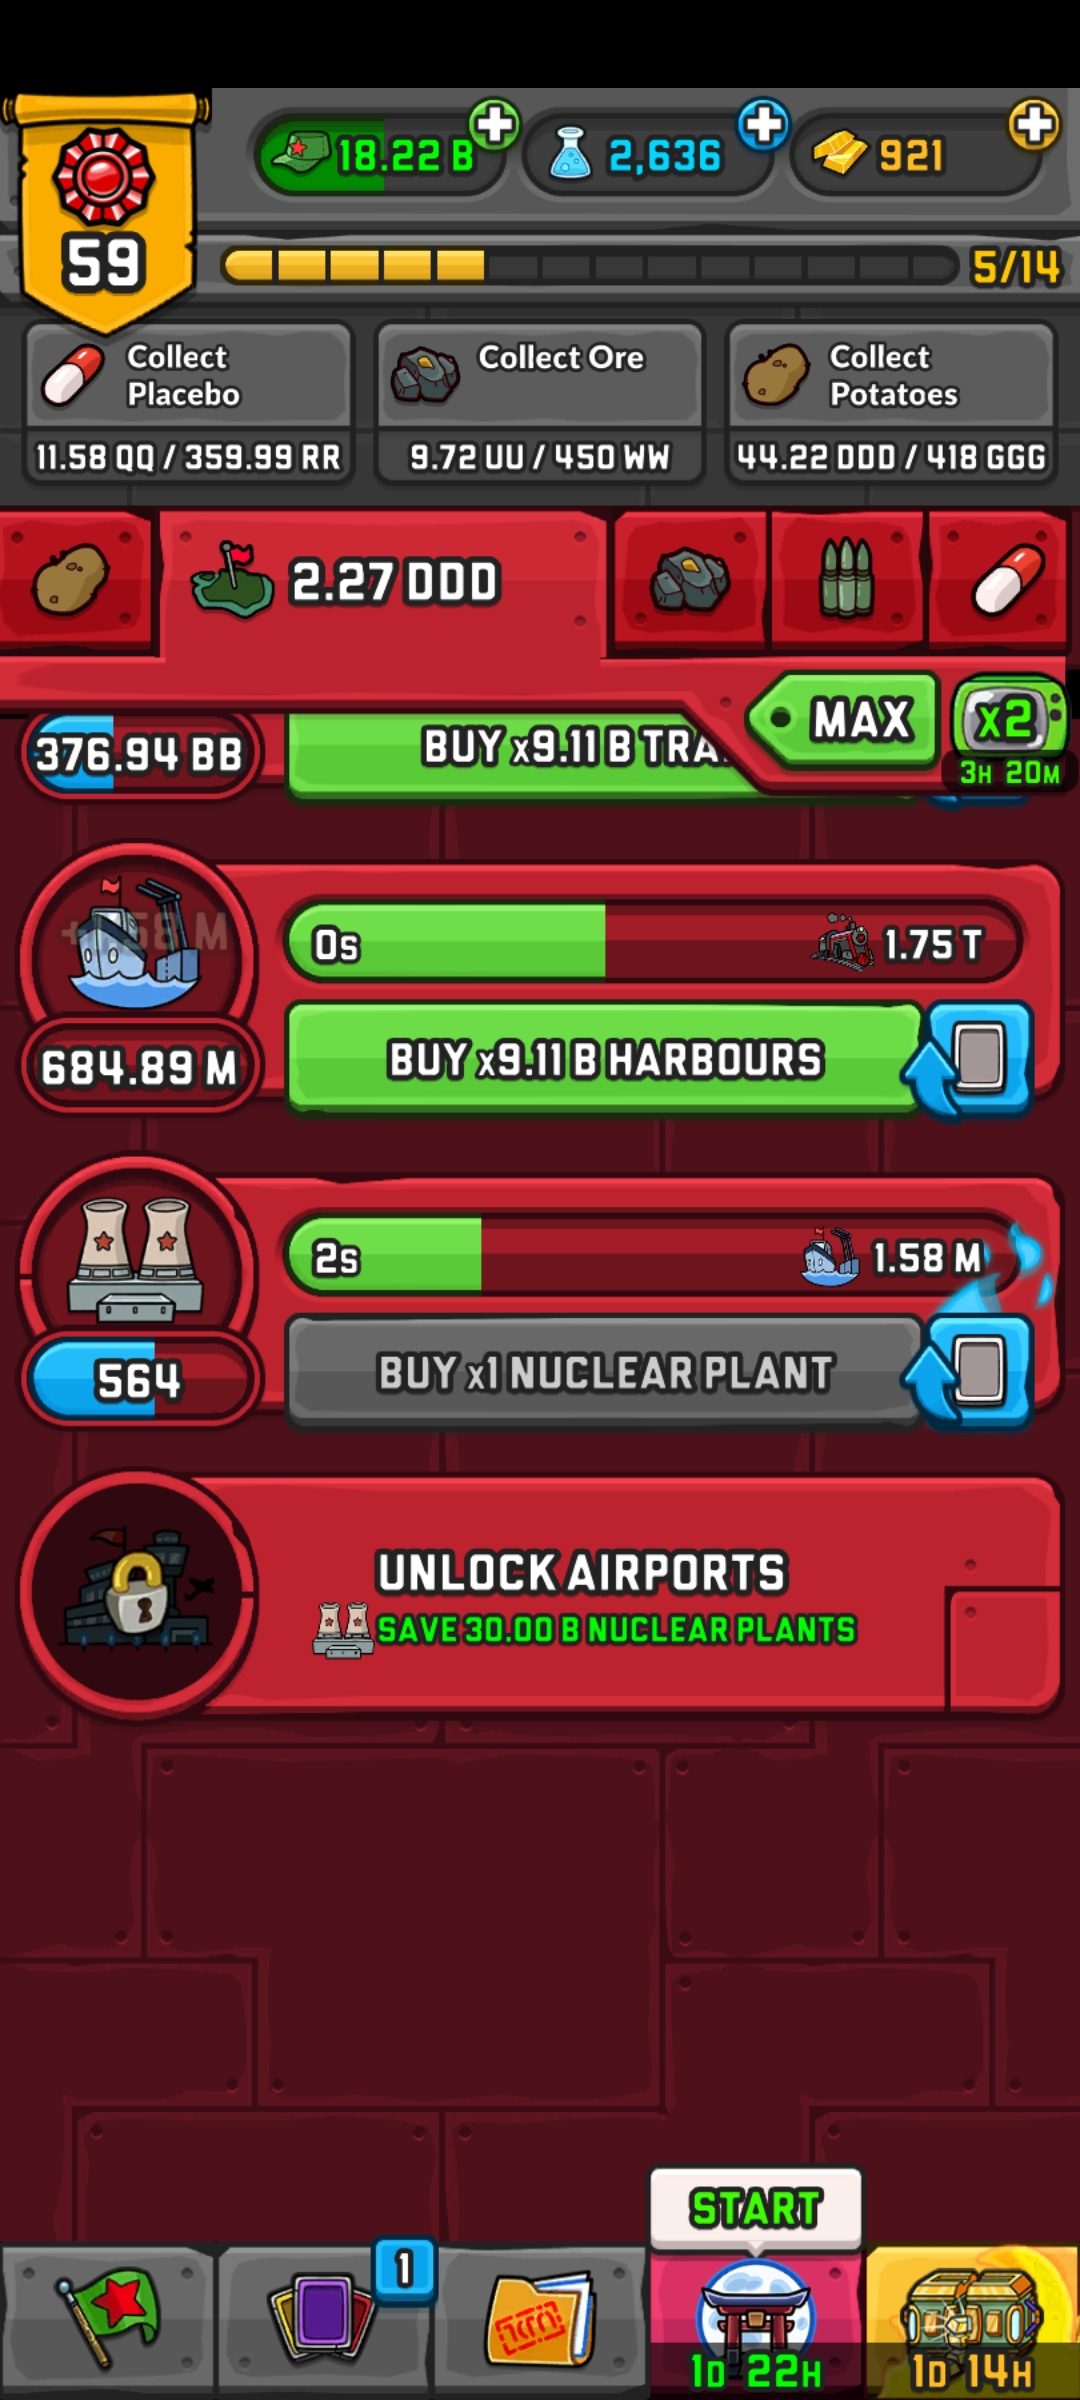 18.22 B
2,636
921
59
5/14
Collect
Placebo
11.58 QQ / 359.99 RR
Collect Ore
9.72 UU / 450 WW
Collect
Potatoes
44.22 DDD / 418 GGG
2.27 DDD
MAX
x2
3H 20M
376.94 BB
BUY x9.11 B TRA
0s
1.75 T
684.89 M
BUY x9.11 B HARBOURS
2s
1.58 M
564
BUY x1 NUCLEAR PLANT
UNLOCK AIRPORTS
SAVE 30.00 B NUCLEAR PLANTS
START
1
1D 22H
1D 14H